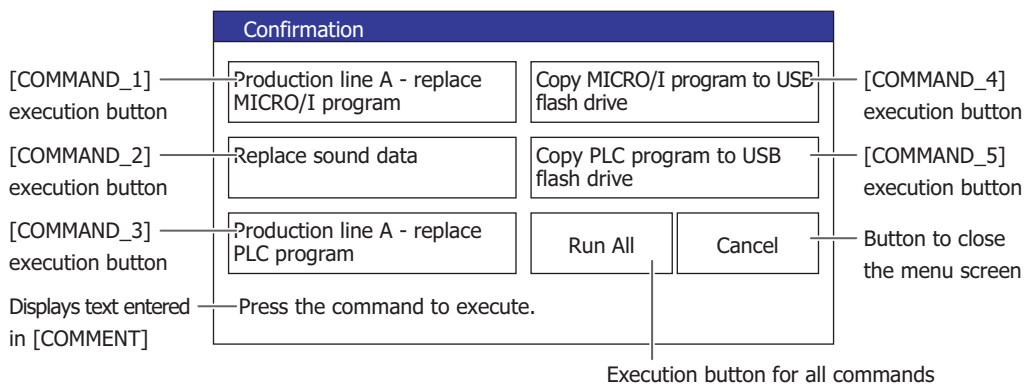 Confirmation
[COMMAND_1]
execution button
Production line A - replace
MICRO/I program
Copy MICRO/I program to USB
flash drive
[COMMAND_4]
execution button
[COMMAND_2]
execution button
Replace sound data
Copy PLC program to USB
flash drive
[COMMAND_5]
execution button
[COMMAND_3]
execution button
Production line A - replace
PLC program
Run All
Cancel
Button to close
the menu screen
Displays text entered
in [COMMENT]
Press the command to execute.
Execution button for all commands